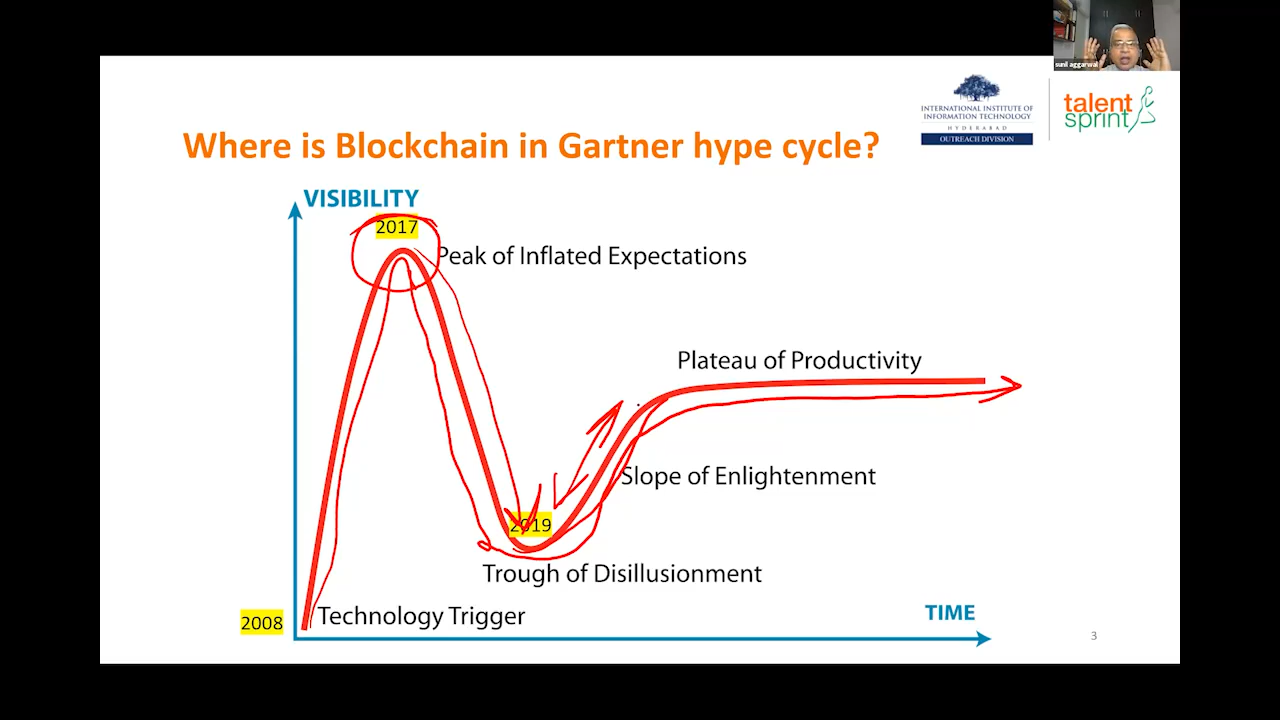 sunil aggarwal
INTERNATIONAL INSTITUTE OF
INFORMATION TECHNOLOGY
HYDERABAD
OUTREACH DIVISION
talent
sprint
Where is Blockchain in Gartner hype cycle?
VISIBILITY
2017
Peak of Inflated Expectations
Plateau of Productivity
Slope of Enlightenment
2019
Trough of Disillusionment
2008
Technology Trigger
TIME
3